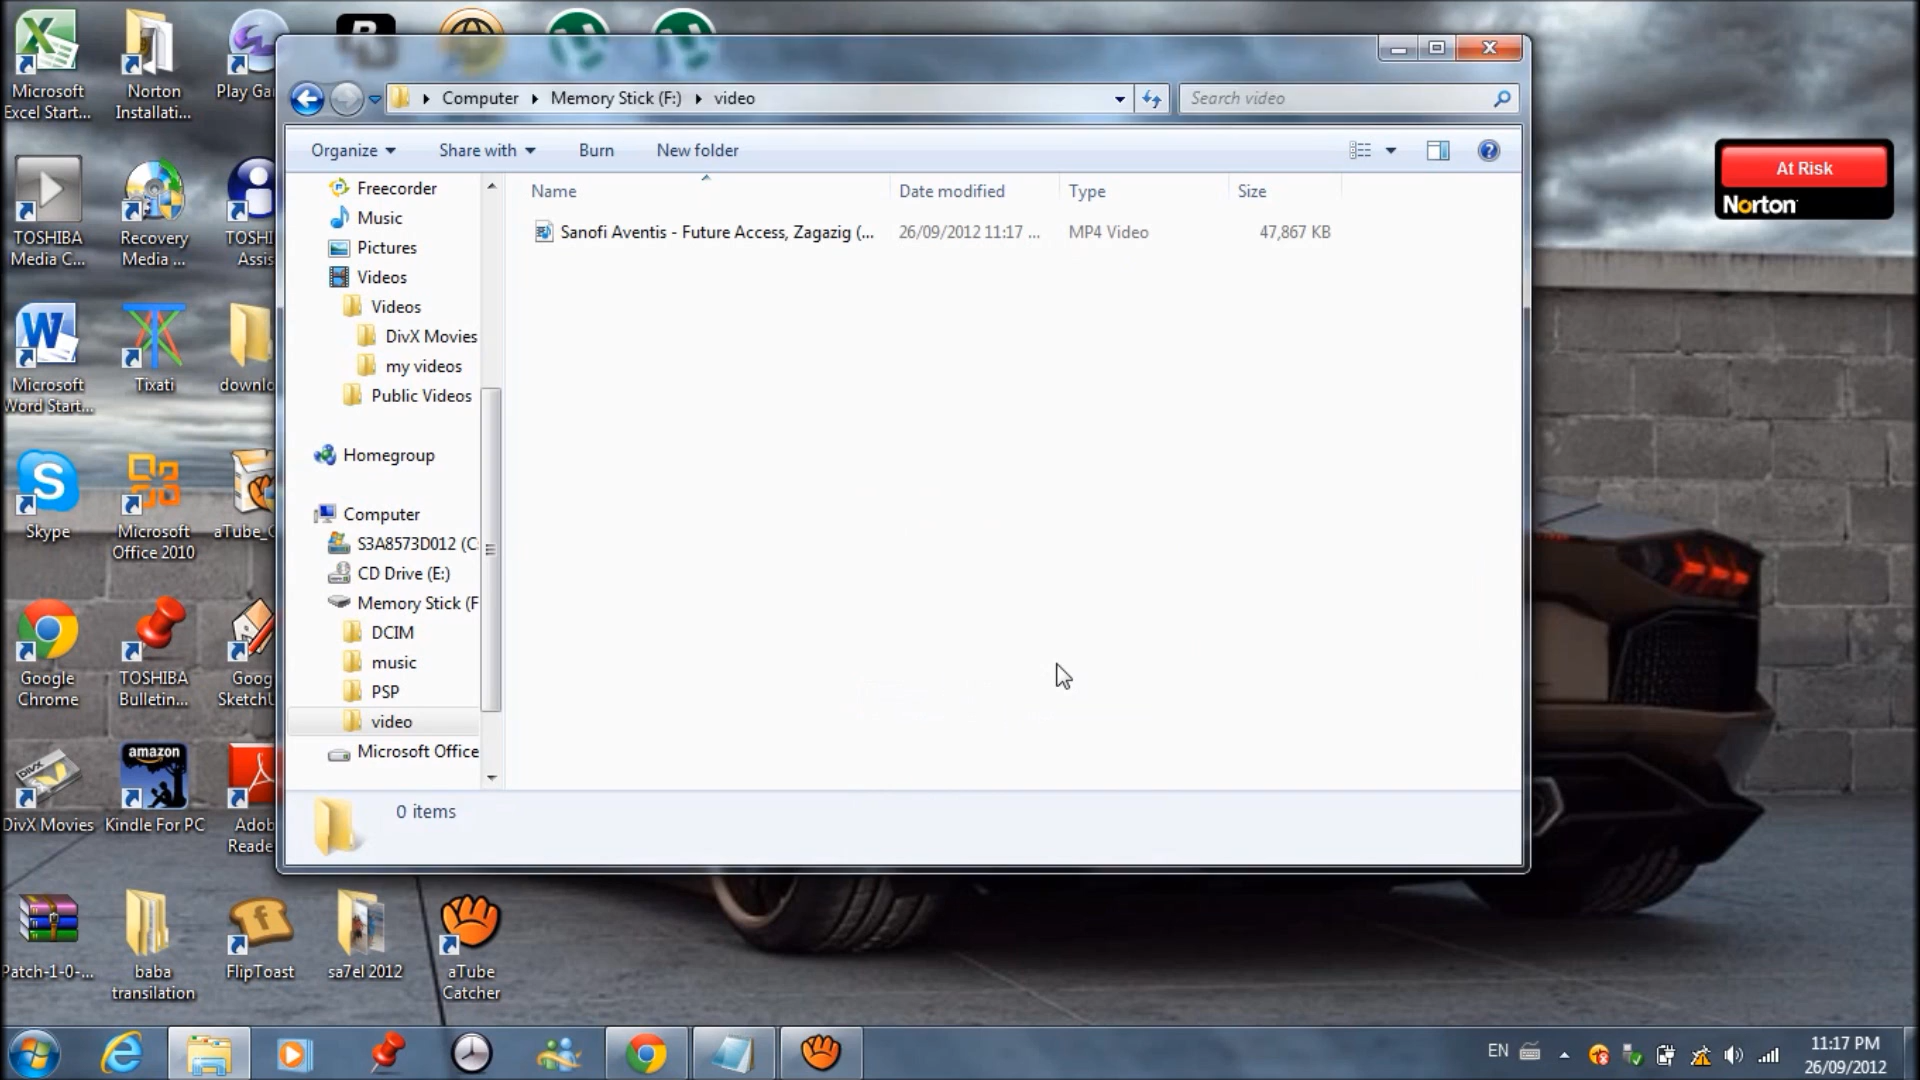 Microsoft
Excel Start...
Norton
Installati...
Play Ga
Computer
Memory Stick (F:)
video
Search video
Organize
Share with
Burn
New folder
At Risk
Norton
Name
Date modified
Type
Size
Sanofi Aventis - Future Access, Zagazig (...
26/09/2012 11:17 ...
MP4 Video
47,867 KB
Freecorder
Music
Pictures
Videos
Videos
DivX Movies
my videos
Public Videos
Homegroup
Computer
S3A8573D012 (C
CD Drive (E:)
Memory Stick (F
DCIM
music
PSP
video
Microsoft Office
0 items
TOSHIBA
Media C...
Recovery
Media ...
TOSHI
Assis
Microsoft
Word Start...
Tixati
downlo
Skype
Microsoft
Office 2010
aTube_C
Google
Chrome
TOSHIBA
Bulletin...
Goog
SketchU
DIVX
DivX Movies
amazon
Kindle For PC
Adob
Reade
Patch-1-0-...
baba
transilation
FlipToast
sa7el 2012
aTube
Catcher
EN
11:17 PM
26/09/2012